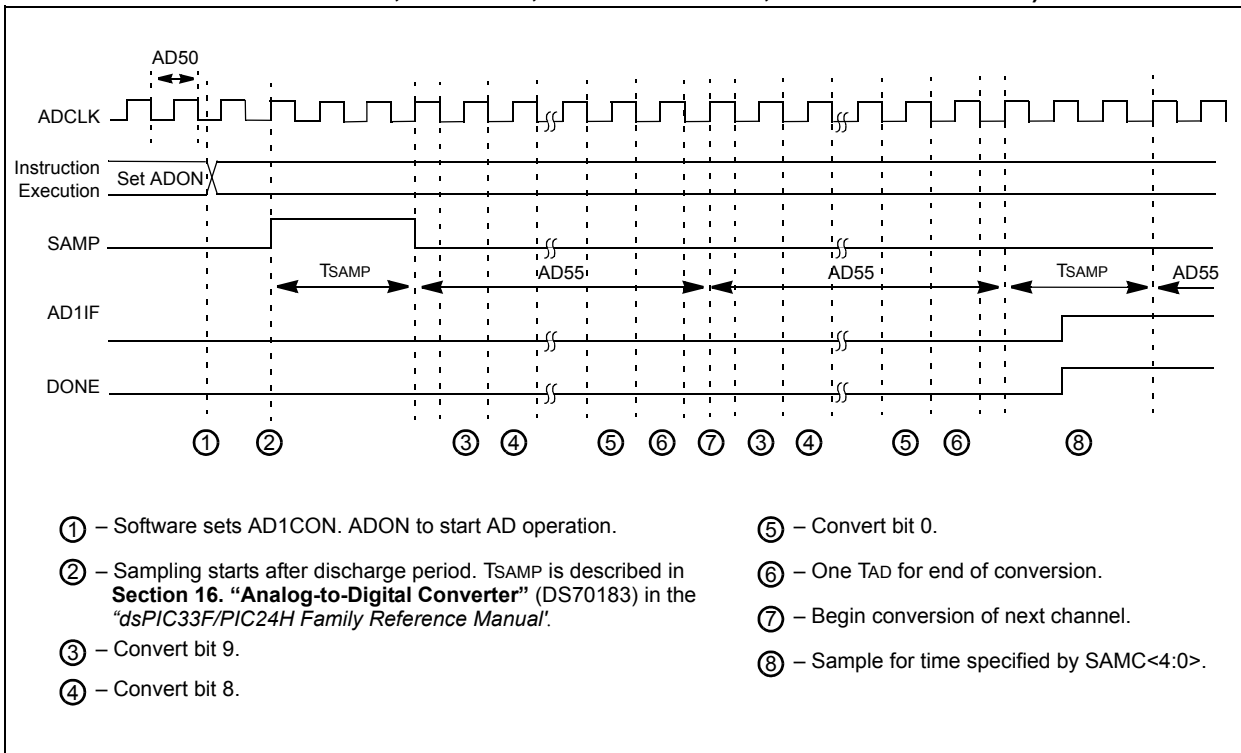 AD50
ADCLK
Instruction
Execution
Set ADON
SAMP
TSAMP
AD55
AD55
TSAMP
AD55
AD1IF
DONE
1 2 3 4 5 6 7 3 4 5 6 8
① – Software sets AD1CON. ADON to start AD operation.
② – Sampling starts after discharge period. TSAMP is described in
Section 16. “Analog-to-Digital Converter” (DS70183) in the
“dsPIC33F/PIC24H Family Reference Manual'.
③ – Convert bit 9.
④ – Convert bit 8.
⑤ – Convert bit 0.
⑥ – One TAD for end of conversion.
⑦ – Begin conversion of next channel.
⑧ – Sample for time specified by SAMC<4:0>.